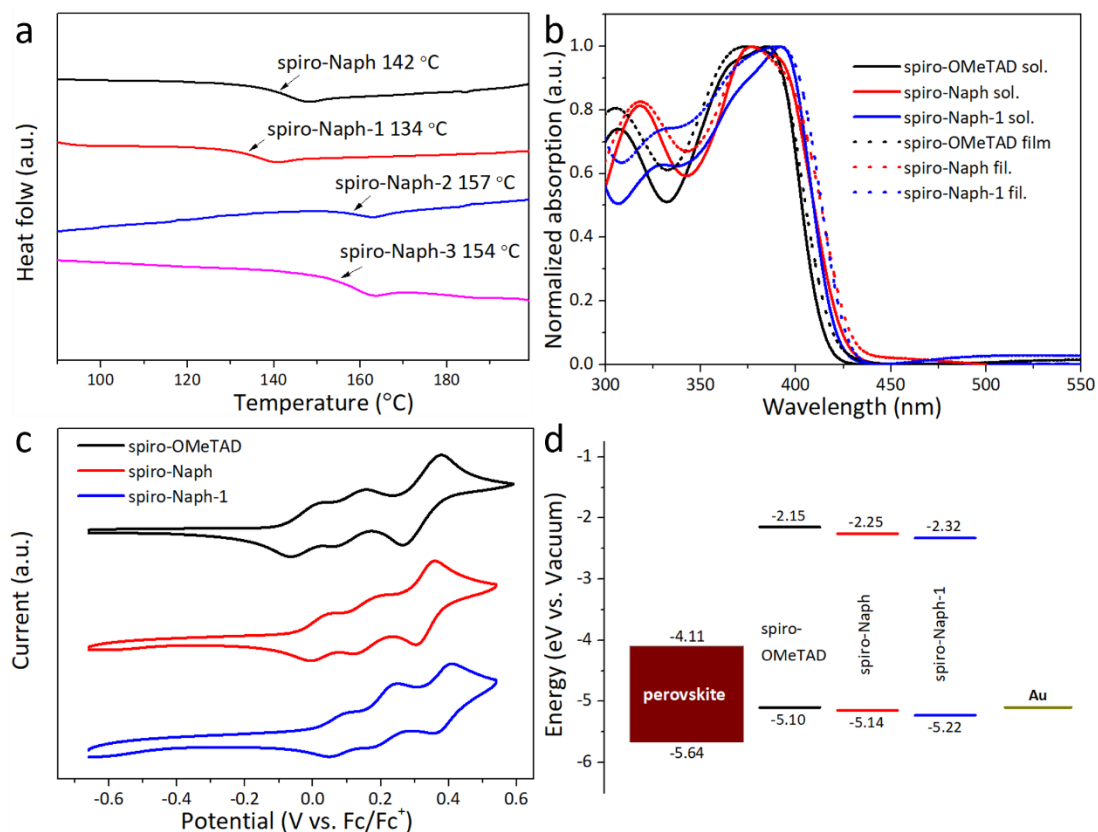 a
spiro-Naph 142 °C
spiro-Naph-1 134 °C
spiro-Naph-2 157 °C
spiro-Naph-3 154 °C
Heat folw (a.u.)
100 120 140 160 180
Temperature (°C)
b
spiro-OMeTAD sol.
spiro-Naph sol.
spiro-Naph-1 sol.
spiro-OMeTAD film
spiro-Naph fil.
spiro-Naph-1 fil.
Normalized absorption (a.u.)
1.0
0.8
0.6
0.4
0.2
0.0
300 350 400 450 500 550
Wavelength (nm)
c
spiro-OMeTAD
spiro-Naph
spiro-Naph-1
Current (a.u.)
-0.6 -0.4 -0.2 0.0 0.2 0.4 0.6
Potential (V vs. Fc/Fc+)
d
Energy (eV vs. Vacuum)
-1
-2
-3
-4
-5
-6
-2.15
-2.25
-2.32
-4.11
spiro-
OMeTAD
spiro-Naph
spiro-Naph-1
perovskite
Au
-5.10
-5.14
-5.22
-5.64